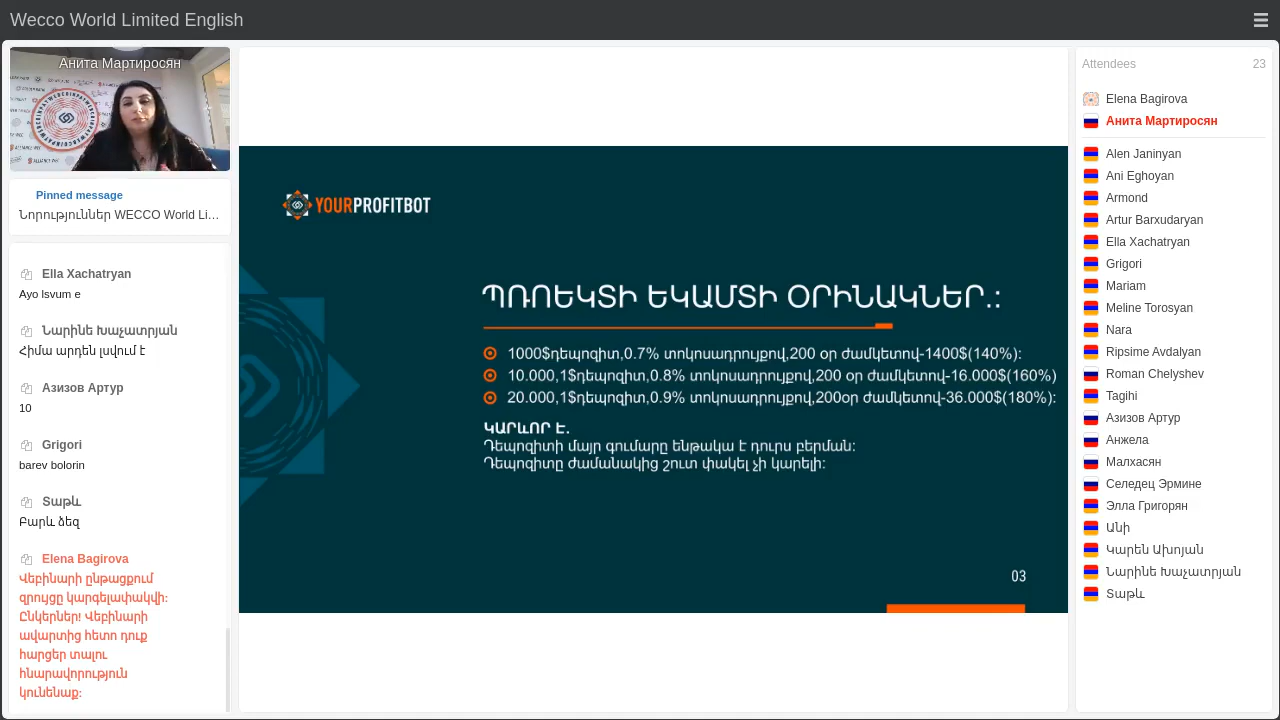 Wecco World Limited English
Анита Мартиросян
Pinned message
Նորություններ WECCO World Li…
Ella Xachatryan
Ayo lsvum e
Նարինե Խաչատրյան
Հիմա արդեն լսվում է
Азизов Артур
10
Grigori
barev bolorin
Տաթև
Բարև ձեզ
Elena Bagirova
Վեբինարի ընթացքում
զրույցը կարգելափակվի:
Ընկերներ! Վեբինարի
ավարտից հետո դուք
հարցեր տալու
հնարավորություն
կունենաք:
YOURPROFITBOT
ՊՌՈԵԿՏԻ ԵԿԱՄՏԻ ՕՐԻՆԱԿՆԵՐ.:
1000$դեպոզիտ,0.7% տոկոսադրույքով,200 օր ժամկետով-1400$(140%):
10.000,1$դեպոզիտ,0.8% տոկոսադրույքով,200 օր ժամկետով-16.000$(160%)
20.000,1$դեպոզիտ,0.9% տոկոսադրույքով,200օր ժամկետով-36.000$(180%):
ԿԱՐևՈՐ Է.
Դեպոզիտի մայր գումարը ենթակա է դուրս բերման:
Դեպոզիտը ժամանակից շուտ փակել չի կարելի:
03
Attendees 23
Elena Bagirova
Анита Мартиросян
Alen Janinyan
Ani Eghoyan
Armond
Artur Barxudaryan
Ella Xachatryan
Grigori
Mariam
Meline Torosyan
Nara
Ripsime Avdalyan
Roman Chelyshev
Tagihi
Азизов Артур
Анжела
Малхасян
Селедец Эрмине
Элла Григорян
Անի
Կարեն Ախոյան
Նարինե Խաչատրյան
Տաթև